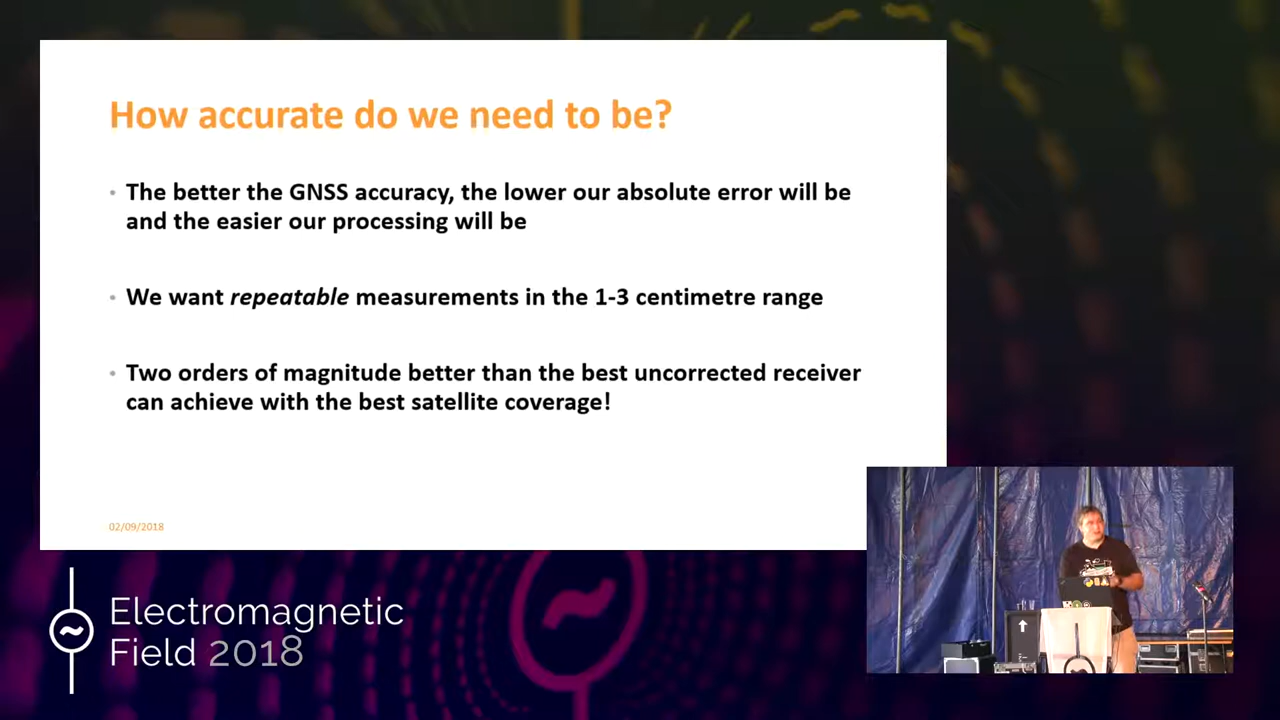 How accurate do we need to be?
• The better the GNSS accuracy, the lower our absolute error will be
and the easier our processing will be
• We want repeatable measurements in the 1-3 centimetre range
• Two orders of magnitude better than the best uncorrected receiver
can achieve with the best satellite coverage!
02/09/2018
Electromagnetic
Field 2018